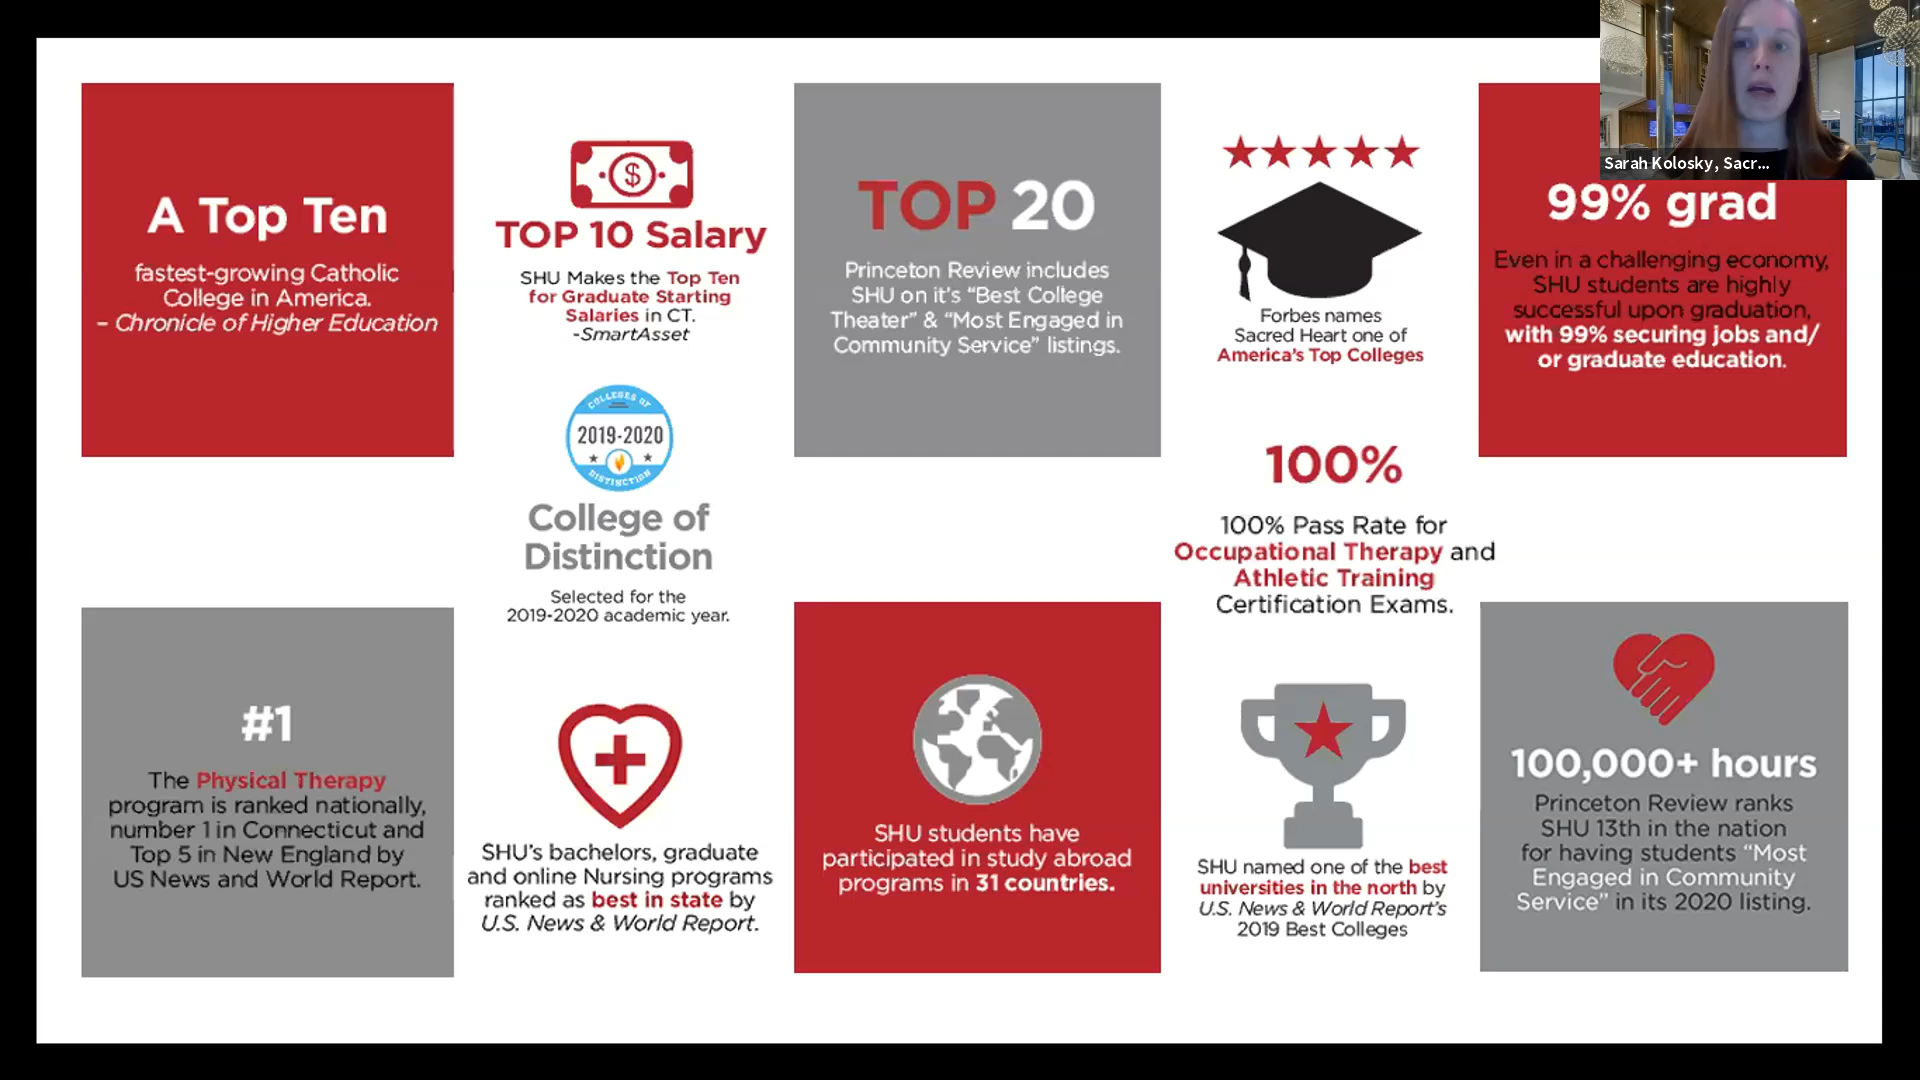 A Top Ten
fastest-growing Catholic
College in America.
– Chronicle of Higher Education
$
TOP 10 Salary
SHU Makes the Top Ten
for Graduate Starting
Salaries in CT.
-SmartAsset
TOP 20
Princeton Review includes
SHU on it's “Best College
Theater” & “Most Engaged in
Community Service” listings.
Forbes names
Sacred Heart one of
America's Top Colleges
Sarah Kolosky, Sacr...
99% grad
Even in a challenging economy,
SHU students are highly
successful upon graduation,
with 99% securing jobs and/
or graduate education.
COLLEGES OF
2019-2020
DISTINCTION
College of
Distinction
Selected for the
2019-2020 academic year.
100%
100% Pass Rate for
Occupational Therapy and
Athletic Training
Certification Exams.
#1
The Physical Therapy
program is ranked nationally,
number 1 in Connecticut and
Top 5 in New England by
US News and World Report.
SHU's bachelors, graduate
and online Nursing programs
ranked as best in state by
U.S. News & World Report.
SHU students have
participated in study abroad
programs in 31 countries.
SHU named one of the best
universities in the north by
U.S. News & World Report's
2019 Best Colleges
100,000+ hours
Princeton Review ranks
SHU 13th in the nation
for having students “Most
Engaged in Community
Service” in its 2020 listing.